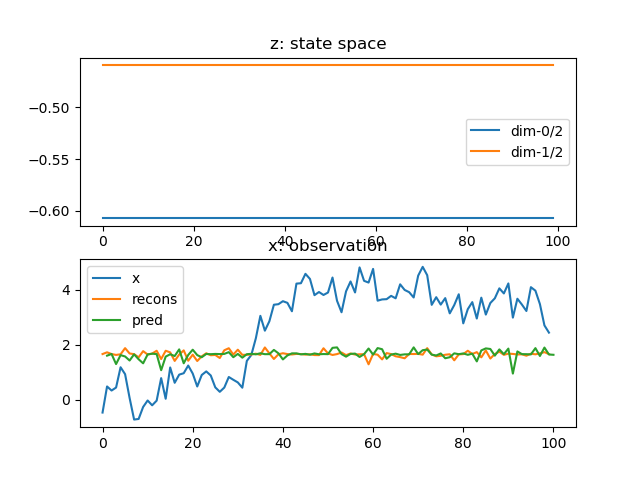 z: state space
−0.50
−0.55
−0.60
dim-0/2
dim-1/2
0 20 40 60 80 100
x: observation
4
2
0
x
recons
pred
0 20 40 60 80 100